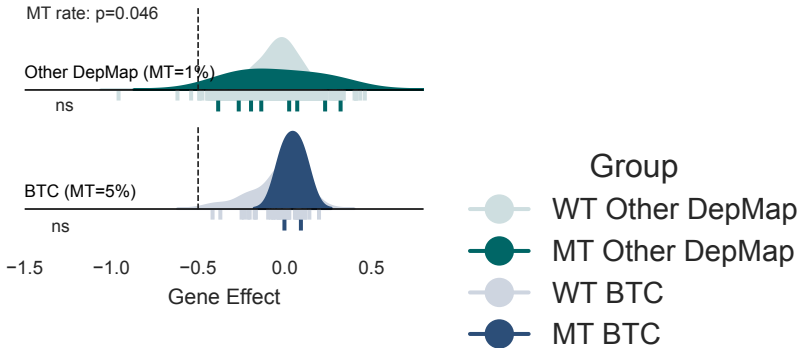 MT rate: p=0.046
Other DepMap (MT=1%)
ns
BTC (MT=5%)
ns
−1.5 −1.0 −0.5 0.0 0.5
Gene Effect
Group
WT Other DepMap
MT Other DepMap
WT BTC
MT BTC